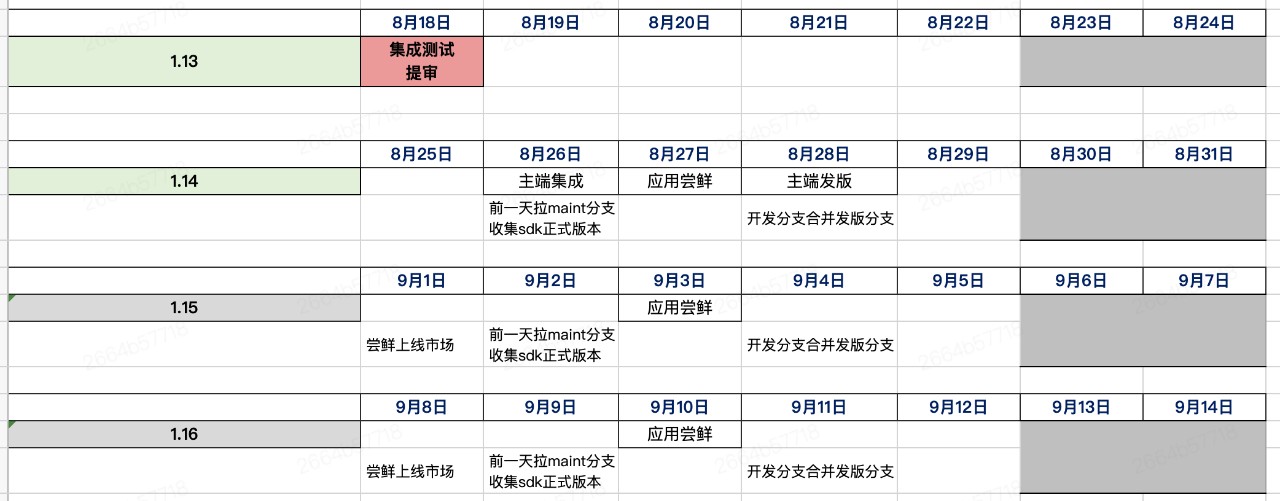 8月18日 8月19日 8月20日 8月21日 8月22日 8月23日 8月24日
1.13
集成测试
提审
8月25日 8月26日 8月27日 8月28日 8月29日 8月30日 8月31日
1.14 主端集成 应用尝鲜 主端发版
前一天拉maint分支
收集sdk正式版本
开发分支合并发版分支
9月1日 9月2日 9月3日 9月4日 9月5日 9月6日 9月7日
1.15 应用尝鲜
尝鲜上线市场
前一天拉maint分支
收集sdk正式版本
开发分支合并发版分支
9月8日 9月9日 9月10日 9月11日 9月12日 9月13日 9月14日
1.16 应用尝鲜
尝鲜上线市场
前一天拉maint分支
收集sdk正式版本
开发分支合并发版分支
2664b57718